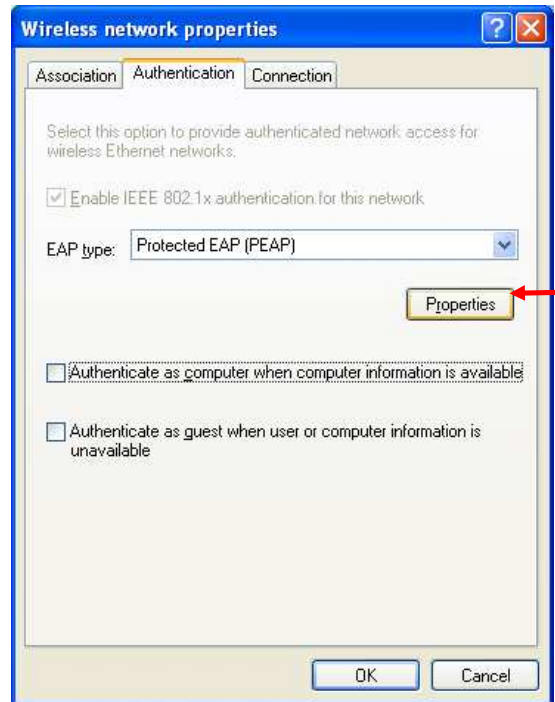 Wireless network properties
Association Authentication Connection
Select this option to provide authenticated network access for
wireless Ethernet networks.
Enable IEEE 802.1x authentication for this network
EAP type: Protected EAP (PEAP)
Properties
Authenticate as computer when computer information is available
Authenticate as guest when user or computer information is
unavailable
OK Cancel